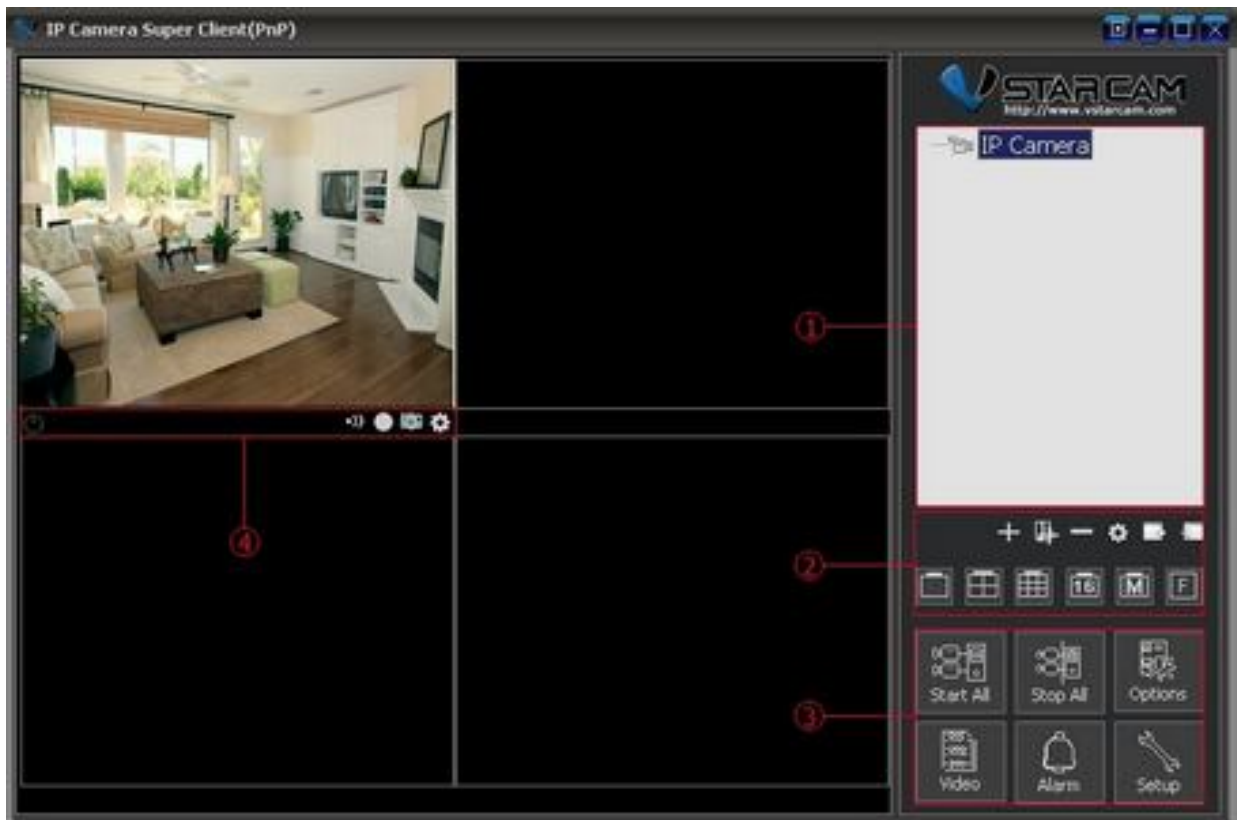 IP Camera Super Client(PnP)
VSTARCAM
http://www.vstarcam.com
IP Camera
①
②
16 M F
③
Start All Stop All Options
Video Alarm Setup
④